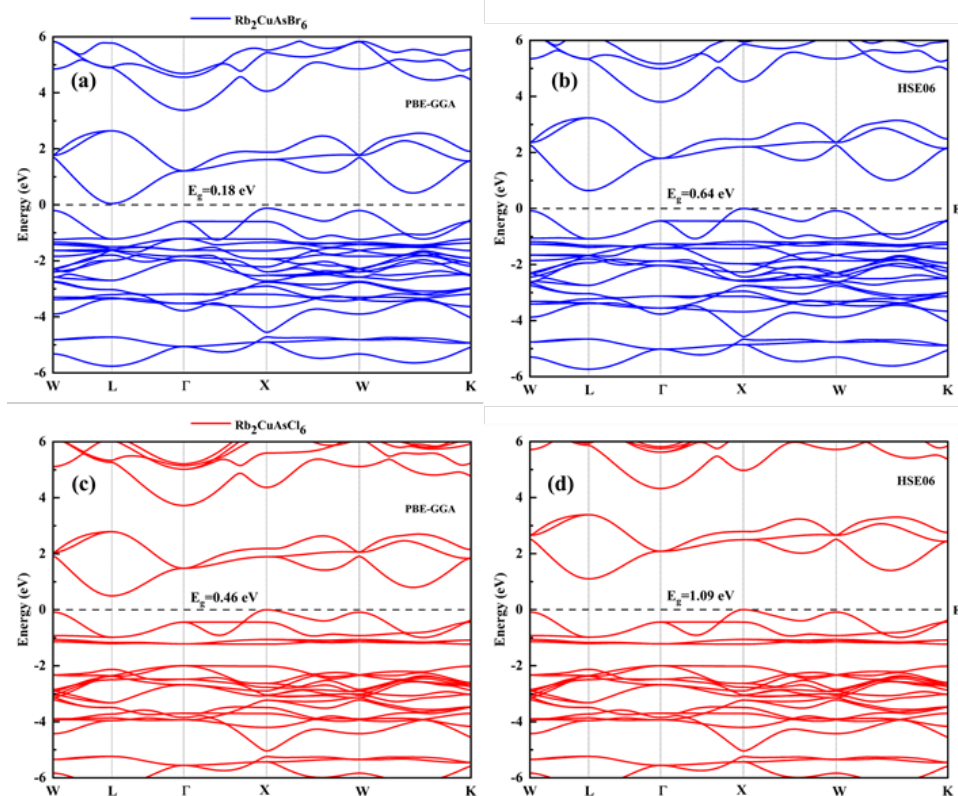 Rb2CuAsBr6
6
4
2
0
-2
-4
-6
Energy (eV)
(a)
PBE-GGA
Eg=0.18 eV
W L Γ X W K
6
4
2
0
-2
-4
-6
Energy (eV)
(b)
HSE06
Eg=0.64 eV
W L Γ X W K
Rb2CuAsCl6
6
4
2
0
-2
-4
-6
Energy (eV)
(c)
PBE-GGA
Eg=0.46 eV
W L Γ X W K
6
4
2
0
-2
-4
-6
Energy (eV)
(d)
HSE06
Eg=1.09 eV
W L Γ X W K